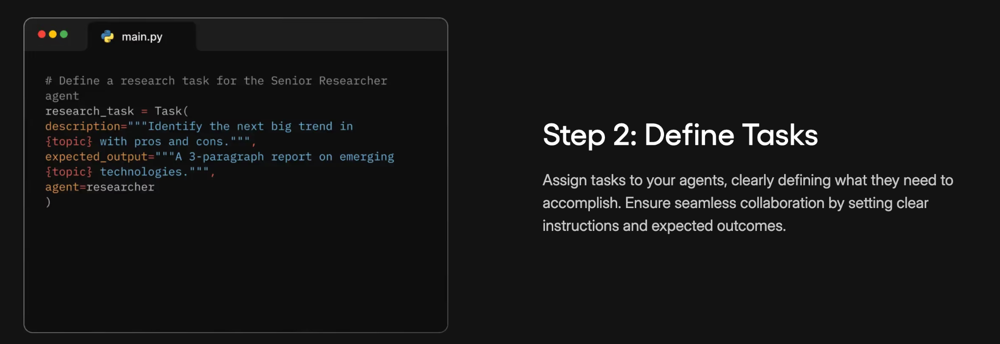 main.py
# Define a research task for the Senior Researcher
agent
research_task = Task(
description="""Identify the next big trend in
{topic} with pros and cons.""",
expected_output="""A 3-paragraph report on emerging
{topic} technologies.""",
agent=researcher
)
Step 2: Define Tasks
Assign tasks to your agents, clearly defining what they need to
accomplish. Ensure seamless collaboration by setting clear
instructions and expected outcomes.